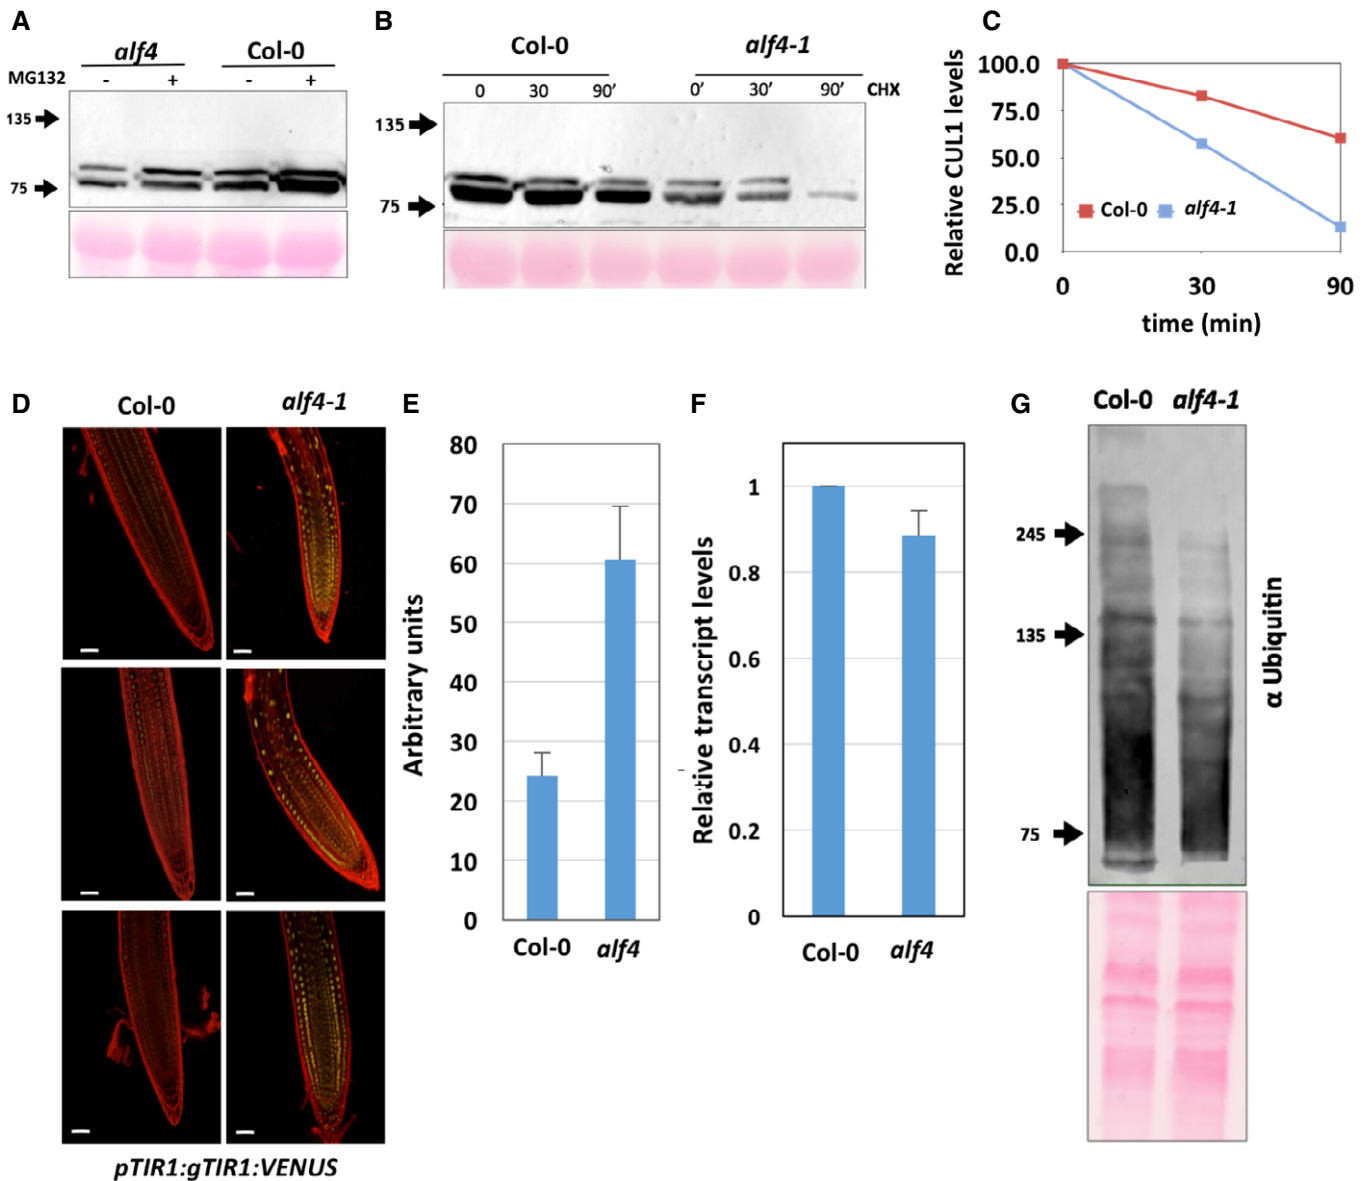 A
alf4 Col-0
MG132 - + - +
135
75
B
Col-0 alf4-1
0 30 90' 0' 30' 90' CHX
135
75
C
Relative CUL1 levels
100.0
75.0
50.0
25.0
0.0
Col-0 alf4-1
0 30 90
time (min)
D
Col-0 alf4-1
pTIR1:gTIR1:VENUS
E
Arbitrary units
80
70
60
50
40
30
20
10
0
Col-0 alf4
F
Relative transcript levels
1
0.8
0.6
0.4
0.2
0
Col-0 alf4
G
Col-0 alf4-1
245
135
75
α Ubiquitin